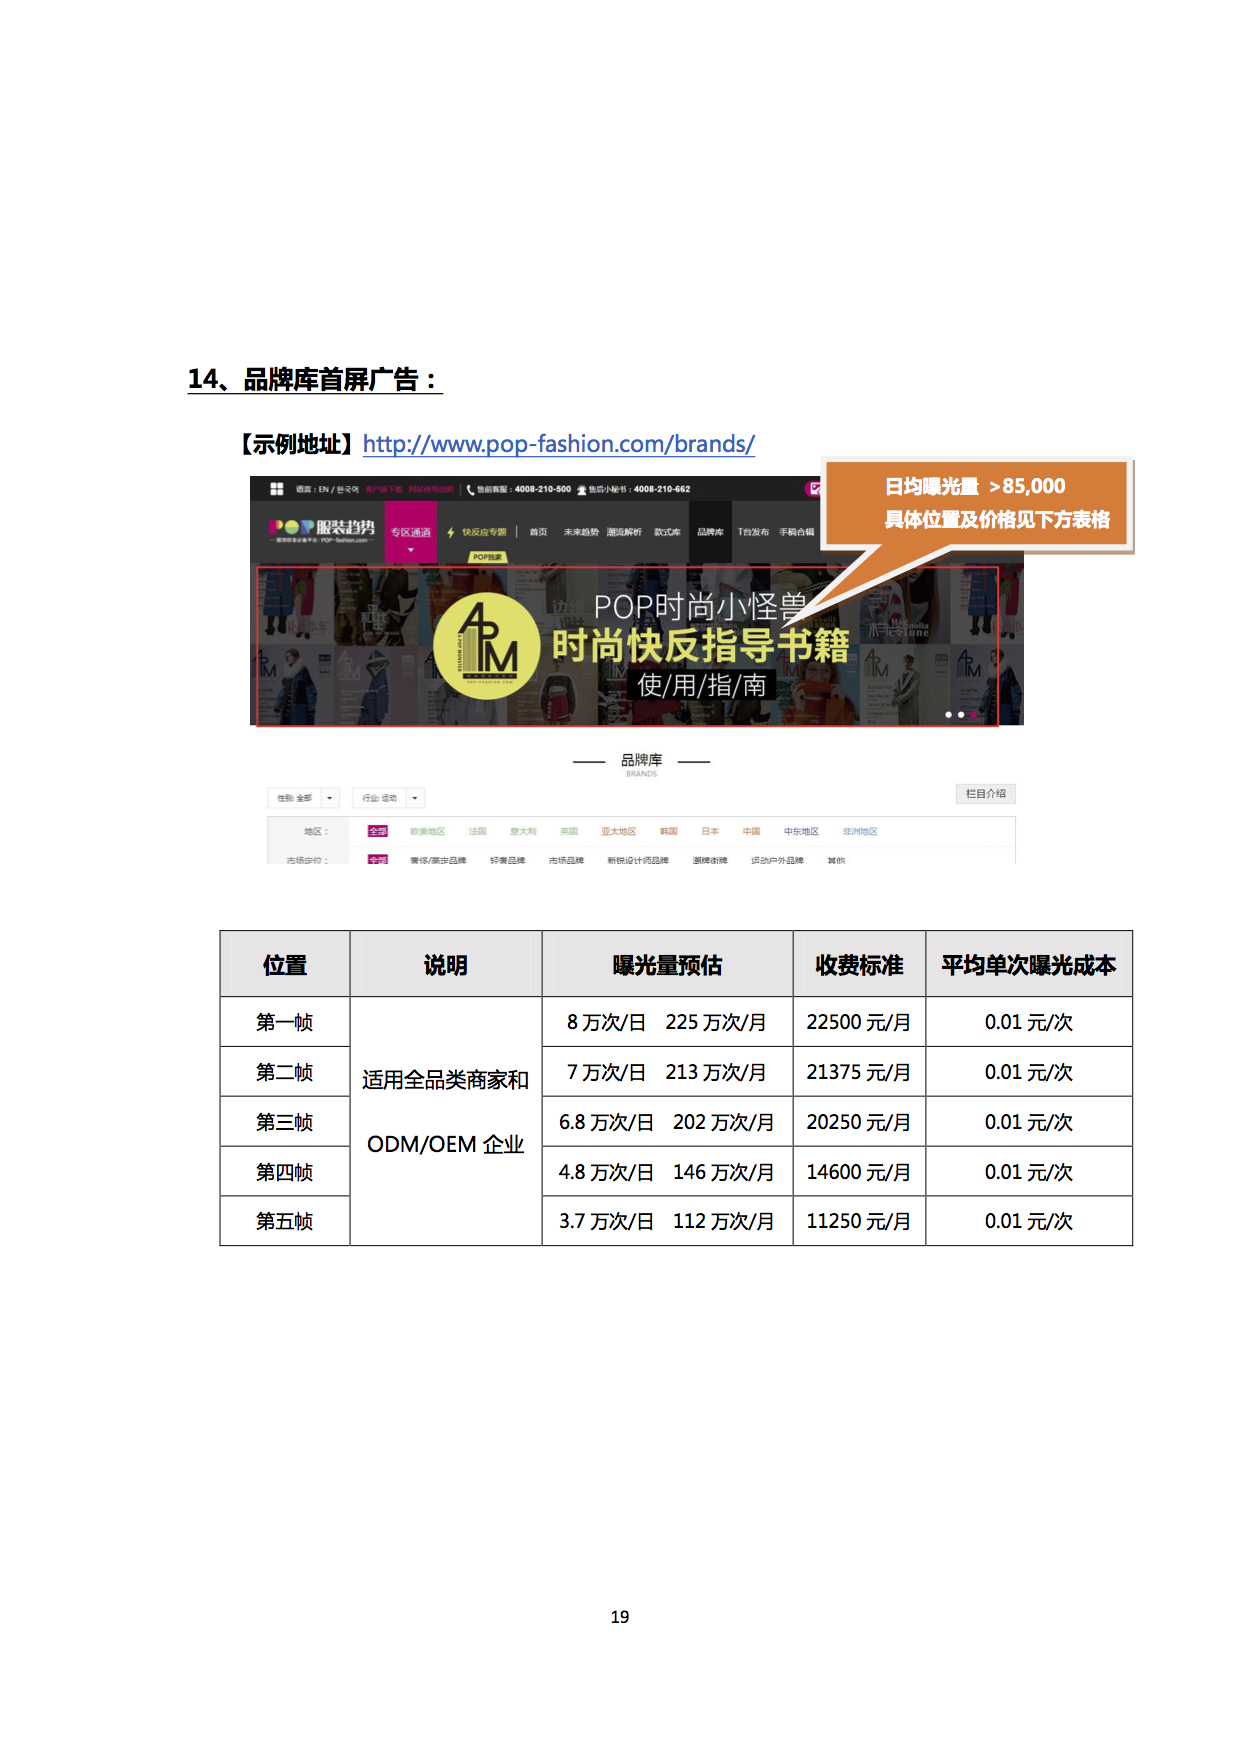 14、品牌库首屏广告：
【示例地址】http://www.pop-fashion.com/brands/
日均曝光量 >85,000
具体位置及价格见下方表格
语言：EN / 한국어 客户端下载 网站使用说明 售前客服：4008-210-500 售后小秘书：4008-210-662
POP服装趋势
专区通道 快反应专题 | 首页 未来趋势 潮流解析 款式库 品牌库 T台发布 手稿合辑
POP独家
POP时尚小怪兽
时尚快反指导书籍
使/用/指/南
APM
品牌库
BRANDS
性别: 全部 行业: 运动 栏目介绍
地区： 全部 欧美地区 法国 意大利 英国 亚太地区 韩国 日本 中国 中东地区 非洲地区
市场定位： 全部 奢侈/高定品牌 轻奢品牌 市场品牌 新锐设计师品牌 潮牌街牌 运动户外品牌 其他
位置 说明 曝光量预估 收费标准 平均单次曝光成本
第一帧 8 万次/日 225 万次/月 22500 元/月 0.01 元/次
第二帧 7 万次/日 213 万次/月 21375 元/月 0.01 元/次
适用全品类商家和
ODM/OEM 企业
第三帧 6.8 万次/日 202 万次/月 20250 元/月 0.01 元/次
第四帧 4.8 万次/日 146 万次/月 14600 元/月 0.01 元/次
第五帧 3.7 万次/日 112 万次/月 11250 元/月 0.01 元/次
19